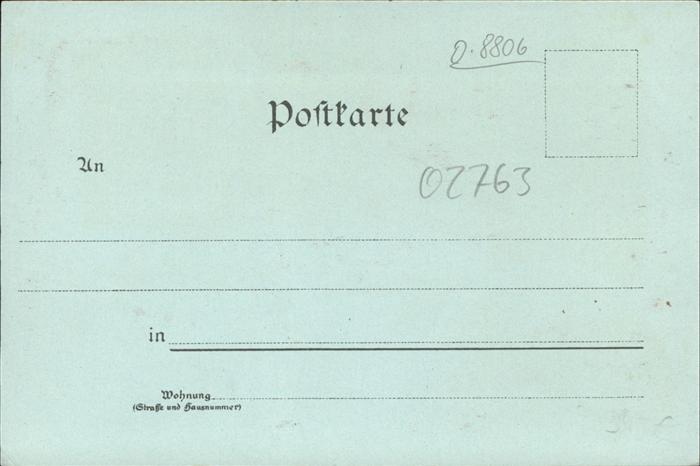 O. 8806
Postkarte
An
02763
in
Wohnung
(Straße und Hausnummer)